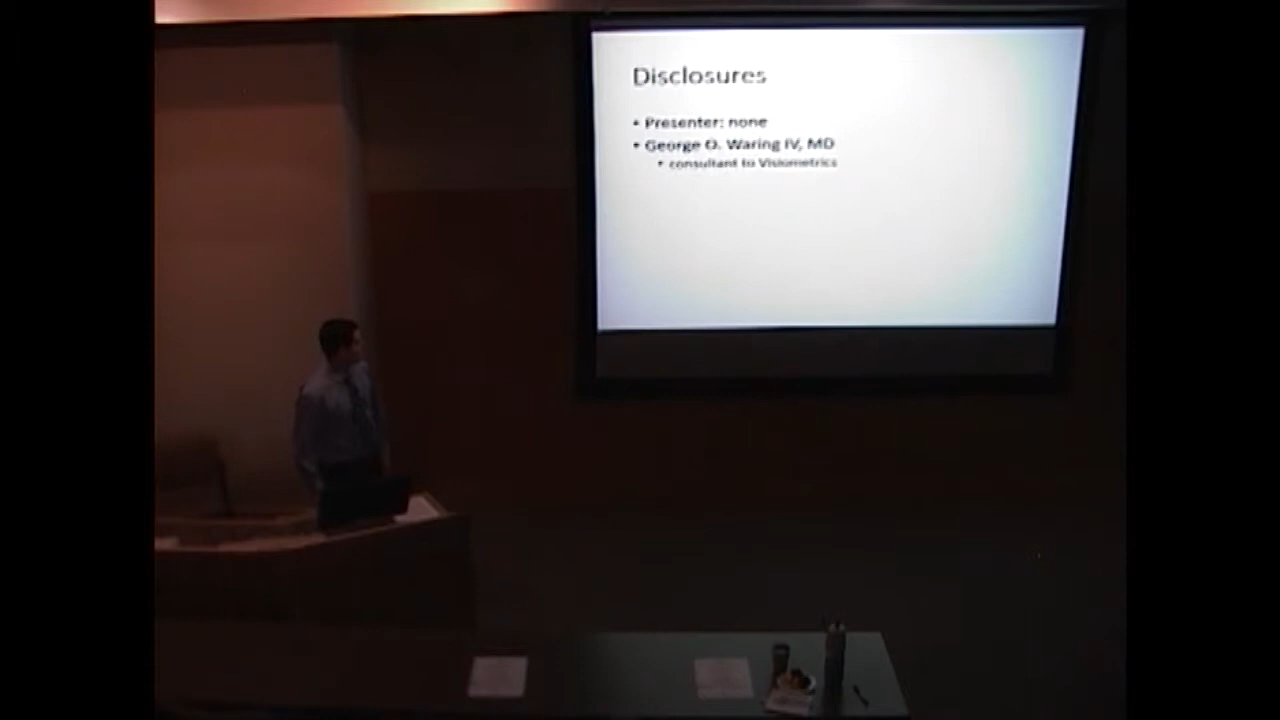 Disclosures
• Presenter: none
• George O. Waring IV, MD
• consultant to Visiometrics